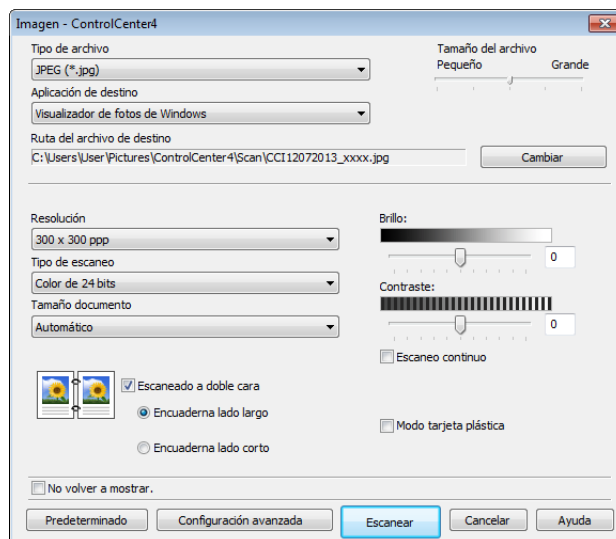 Imagen - ControlCenter4
Tipo de archivo
JPEG (*.jpg)
Tamaño del archivo
Pequeño Grande
Aplicación de destino
Visualizador de fotos de Windows
Ruta del archivo de destino
C:\Users\User\Pictures\ControlCenter4\Scan\CCI12072013_xxxx.jpg
Cambiar
Resolución
300 x 300 ppp
Tipo de escaneo
Color de 24 bits
Tamaño documento
Automático
Brillo:
0
Contraste:
0
Escaneo continuo
Escaneado a doble cara
Encuaderna lado largo
Encuaderna lado corto
Modo tarjeta plástica
No volver a mostrar.
Predeterminado Configuración avanzada Escanear Cancelar Ayuda